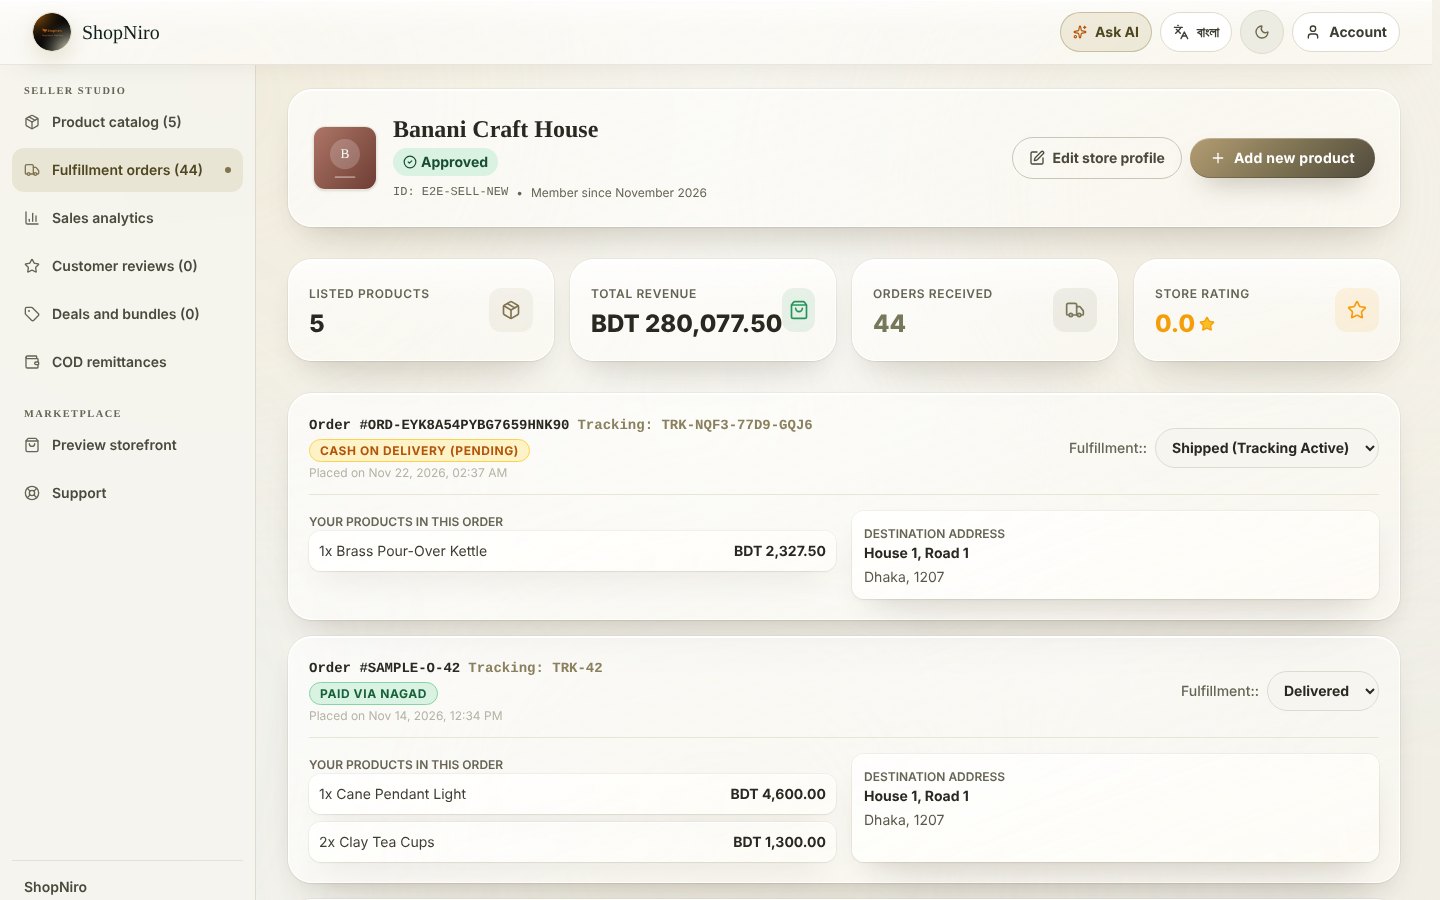 ShopNiro
Ask AI
বাংলা
Account
SELLER STUDIO
Product catalog (5)
Fulfillment orders (44)
Sales analytics
Customer reviews (0)
Deals and bundles (0)
COD remittances
MARKETPLACE
Preview storefront
Support
ShopNiro
B
Banani Craft House
Approved
ID: E2E-SELL-NEW • Member since November 2026
Edit store profile
Add new product
LISTED PRODUCTS
5
TOTAL REVENUE
BDT 280,077.50
ORDERS RECEIVED
44
STORE RATING
0.0
Order #ORD-EYK8A54PYBG7659HNK90 Tracking: TRK-NQF3-77D9-GQJ6
CASH ON DELIVERY (PENDING)
Placed on Nov 22, 2026, 02:37 AM
Fulfillment:: Shipped (Tracking Active)
YOUR PRODUCTS IN THIS ORDER
1x Brass Pour-Over Kettle BDT 2,327.50
DESTINATION ADDRESS
House 1, Road 1
Dhaka, 1207
Order #SAMPLE-O-42 Tracking: TRK-42
PAID VIA NAGAD
Placed on Nov 14, 2026, 12:34 PM
Fulfillment:: Delivered
YOUR PRODUCTS IN THIS ORDER
1x Cane Pendant Light BDT 4,600.00
2x Clay Tea Cups BDT 1,300.00
DESTINATION ADDRESS
House 1, Road 1
Dhaka, 1207